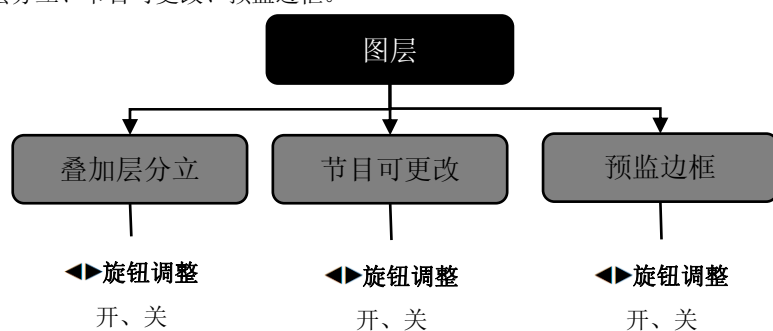 层分立、节目可更改、预监边框。
图层
叠加层分立 节目可更改 预监边框
◀▶旋钮调整 ◀▶旋钮调整 ◀▶旋钮调整
开、关 开、关 开、关